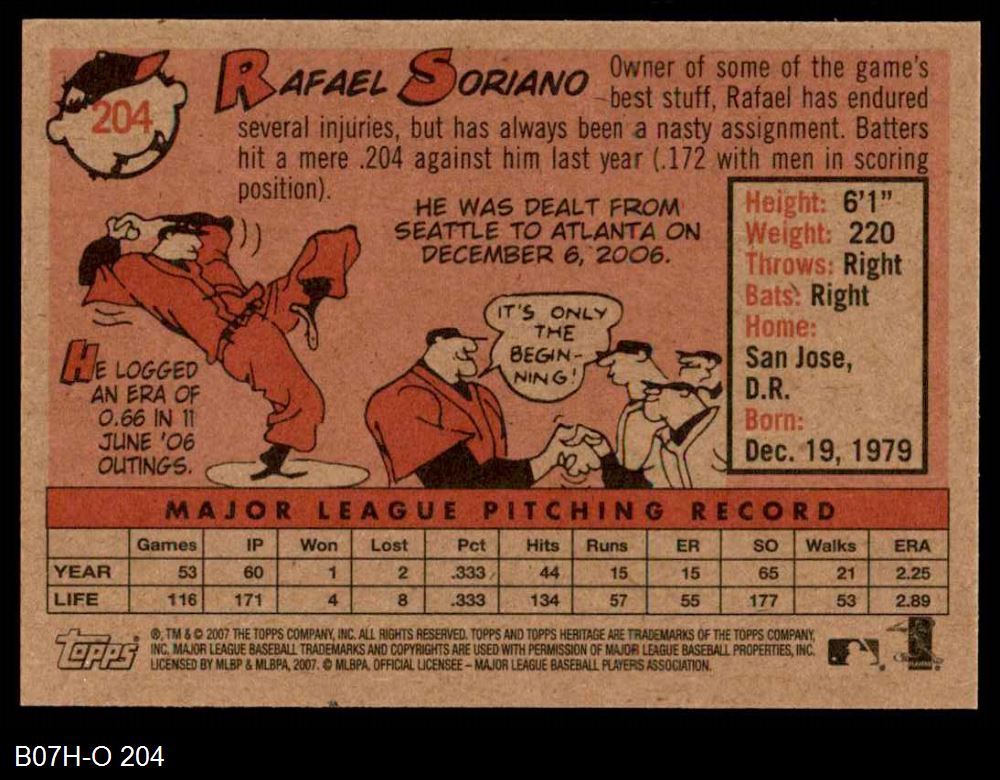 204
RAFAEL SORIANO
Owner of some of the game's
best stuff, Rafael has endured
several injuries, but has always been a nasty assignment. Batters
hit a mere .204 against him last year (.172 with men in scoring
position).
HE WAS DEALT FROM
SEATTLE TO ATLANTA ON
DECEMBER 6, 2006.
IT'S ONLY
THE
BEGIN-
NING!
HE LOGGED
AN ERA OF
0.66 IN 11
JUNE '06
OUTINGS.
Height: 6'1"
Weight: 220
Throws: Right
Bats: Right
Home:
San Jose,
D.R.
Born:
Dec. 19, 1979
MAJOR LEAGUE PITCHING RECORD
Games IP Won Lost Pct Hits Runs ER SO Walks ERA
YEAR 53 60 1 2 .333 44 15 15 65 21 2.25
LIFE 116 171 4 8 .333 134 57 55 177 53 2.89
Topps
®, TM & © 2007 THE TOPPS COMPANY, INC. ALL RIGHTS RESERVED. TOPPS AND TOPPS HERITAGE ARE TRADEMARKS OF THE TOPPS COMPANY,
INC. MAJOR LEAGUE BASEBALL TRADEMARKS AND COPYRIGHTS ARE USED WITH PERMISSION OF MAJOR LEAGUE BASEBALL PROPERTIES, INC.
LICENSED BY MLBP & MLBPA, 2007. © MLBPA. OFFICIAL LICENSEE – MAJOR LEAGUE BASEBALL PLAYERS ASSOCIATION.
B07H-O 204